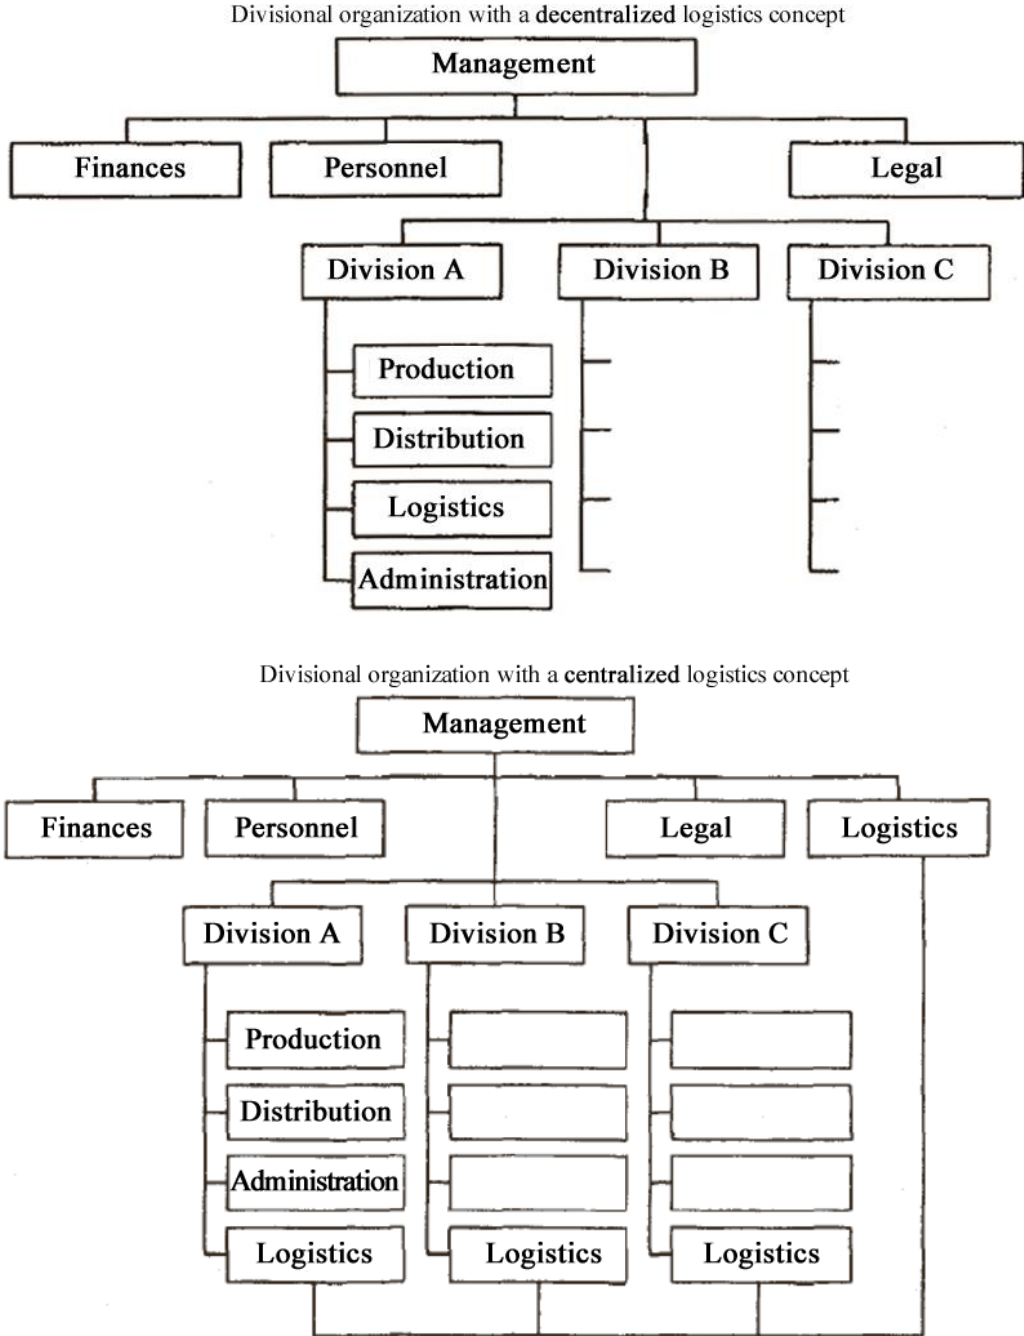 Divisional organization with a decentralized logistics concept
Management
Finances
Personnel
Legal
Division A
Division B
Division C
Production
Distribution
Logistics
Administration
Divisional organization with a centralized logistics concept
Management
Finances
Personnel
Legal
Logistics
Division A
Division B
Division C
Production
Distribution
Administration
Logistics
Logistics
Logistics